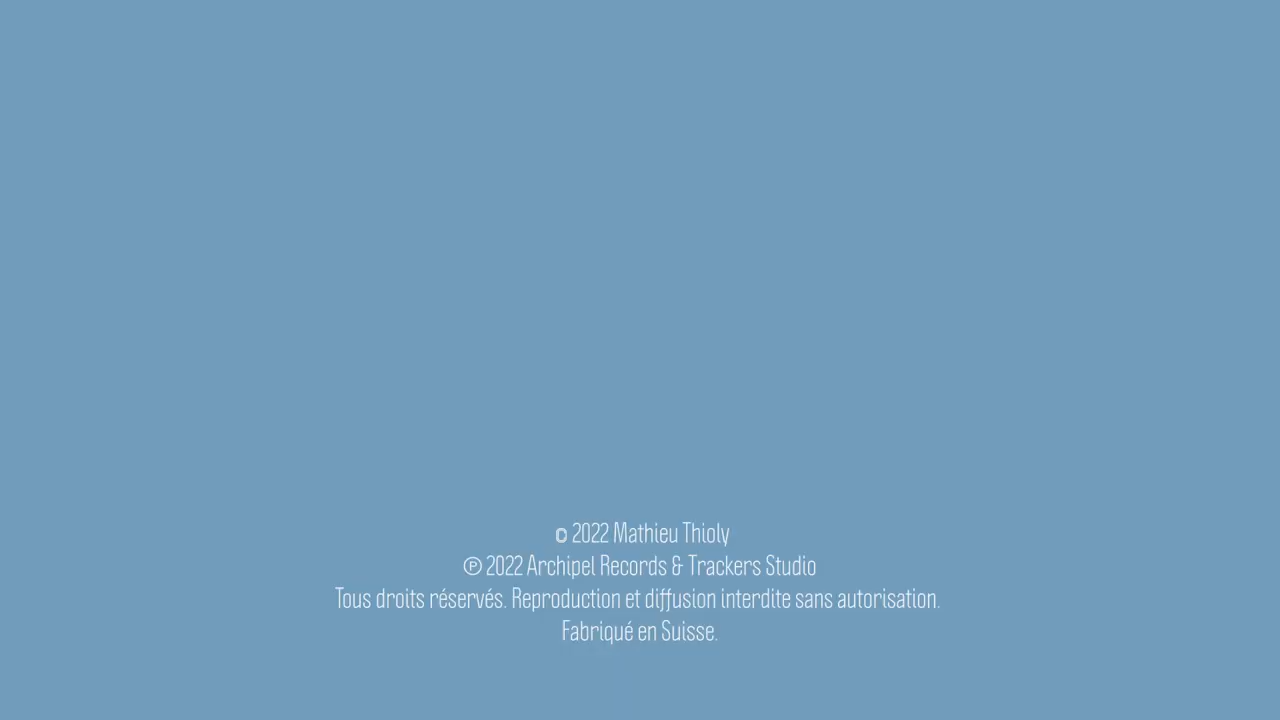 © 2022 Mathieu Thioly
℗ 2022 Archipel Records & Trackers Studio
Tous droits réservés. Reproduction et diffusion interdite sans autorisation.
Fabriqué en Suisse.